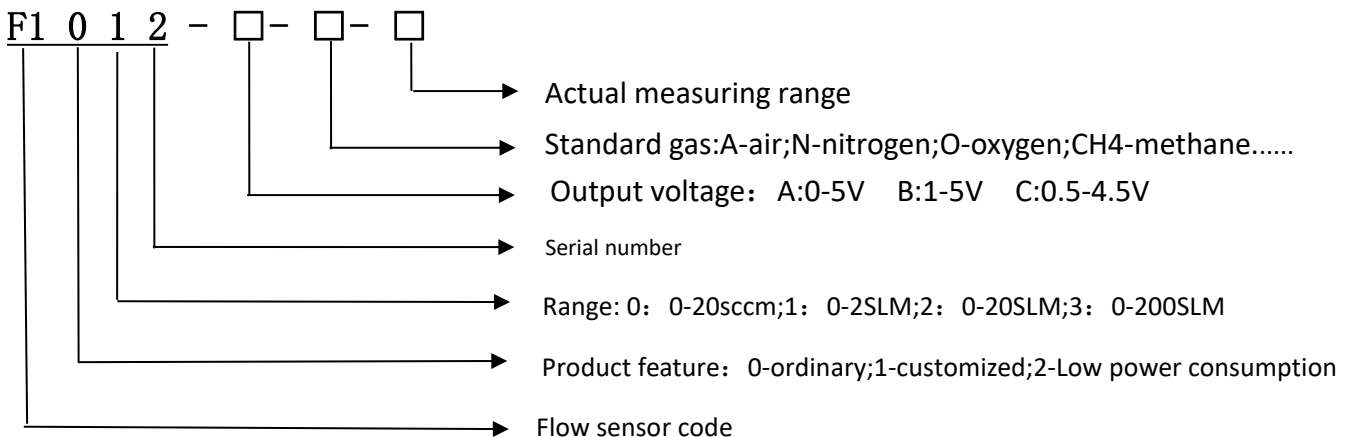 F1 0 1 2 - □- □- □
Actual measuring range
Standard gas:A-air;N-nitrogen;O-oxygen;CH4-methane......
Output voltage：A:0-5V B:1-5V C:0.5-4.5V
Serial number
Range: 0：0-20sccm;1：0-2SLM;2：0-20SLM;3：0-200SLM
Product feature：0-ordinary;1-customized;2-Low power consumption
Flow sensor code